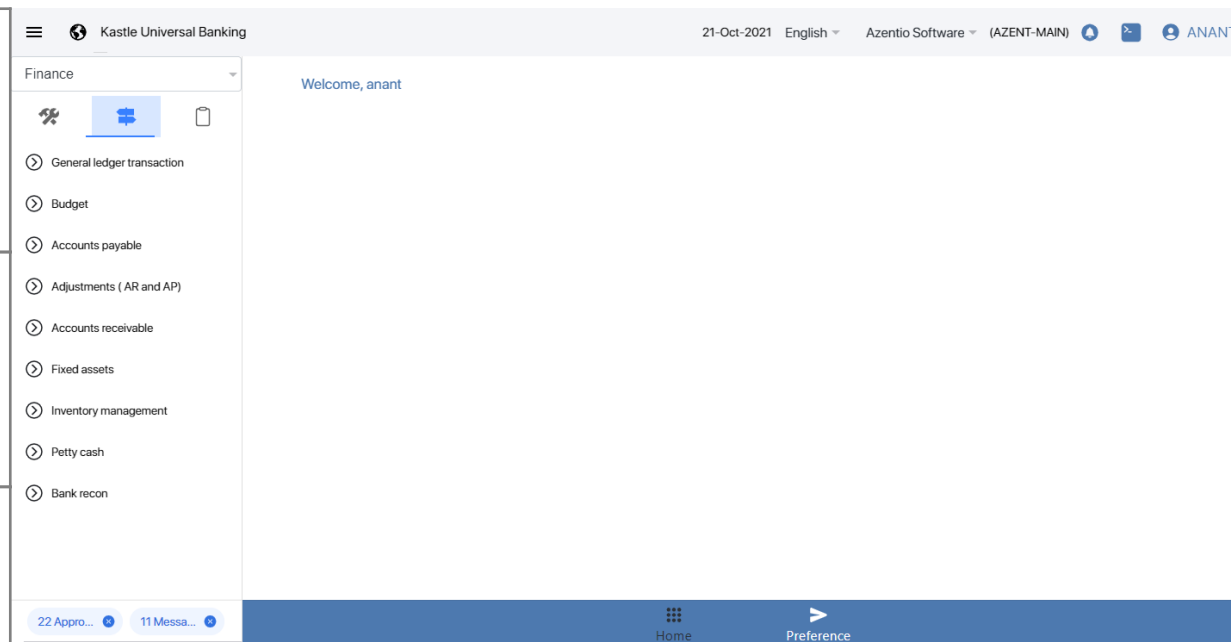 Kastle Universal Banking 21-Oct-2021 English Azentio Software (AZENT-MAIN) ANANT
Finance
Welcome, anant
General ledger transaction
Budget
Accounts payable
Adjustments ( AR and AP)
Accounts receivable
Fixed assets
Inventory management
Petty cash
Bank recon
22 Appro... 11 Messa...
Home Preference